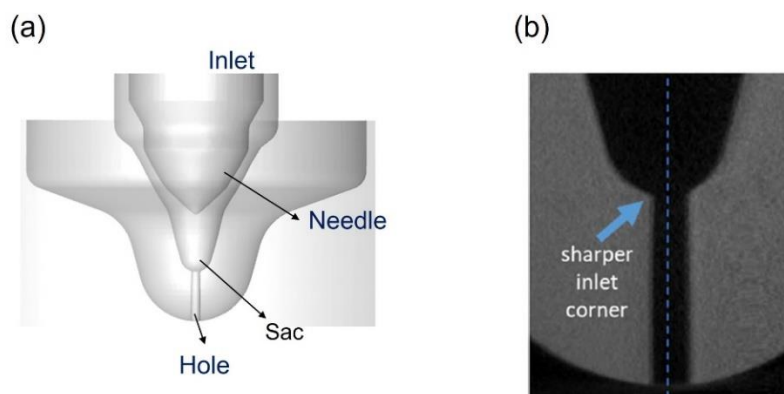 (a)
Inlet
Needle
Sac
Hole
(b)
sharper
inlet
corner